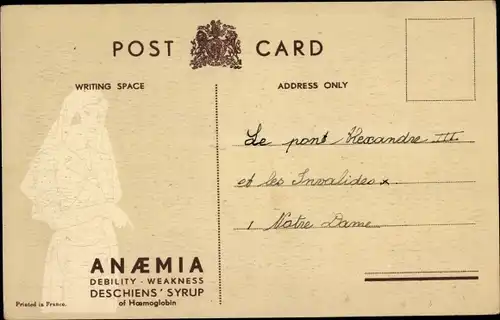 POST CARD
WRITING SPACE
ADDRESS ONLY
Le pont Alexandre III
et les Invalides x
1 Notre Dame
ANÆMIA
DEBILITY - WEAKNESS
DESCHIENS' SYRUP
of Hœmoglobin
Printed in France.